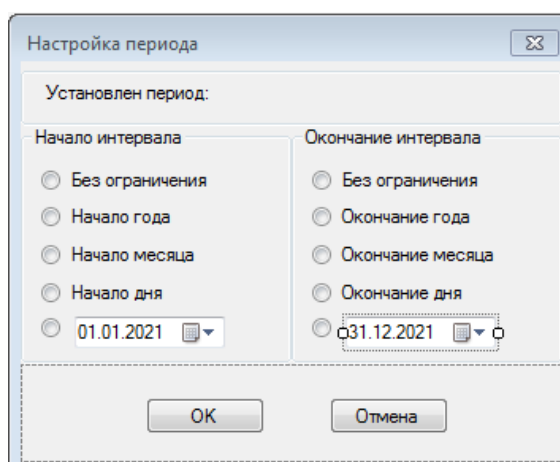 Настройка периода
Установлен период:
Начало интервала
Без ограничения
Начало года
Начало месяца
Начало дня
01.01.2021
Окончание интервала
Без ограничения
Окончание года
Окончание месяца
Окончание дня
31.12.2021
OK
Отмена